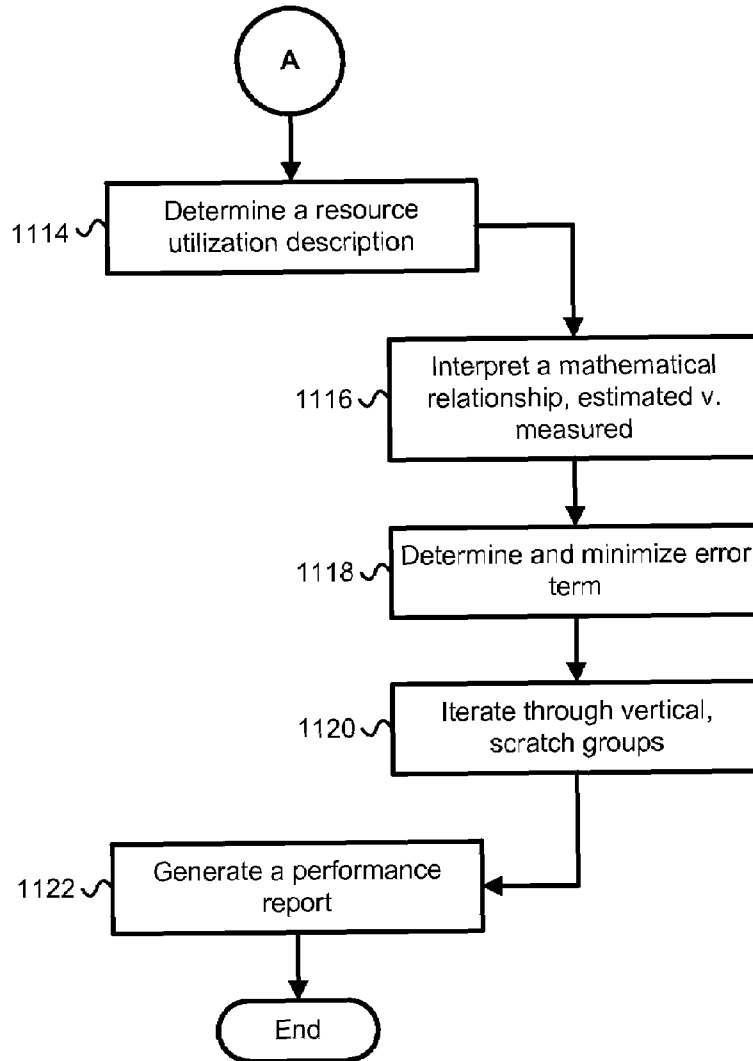 A
1114
Determine a resource
utilization description
1116
Interpret a mathematical
relationship, estimated v.
measured
1118
Determine and minimize error
term
1120
Iterate through vertical,
scratch groups
1122
Generate a performance
report
End